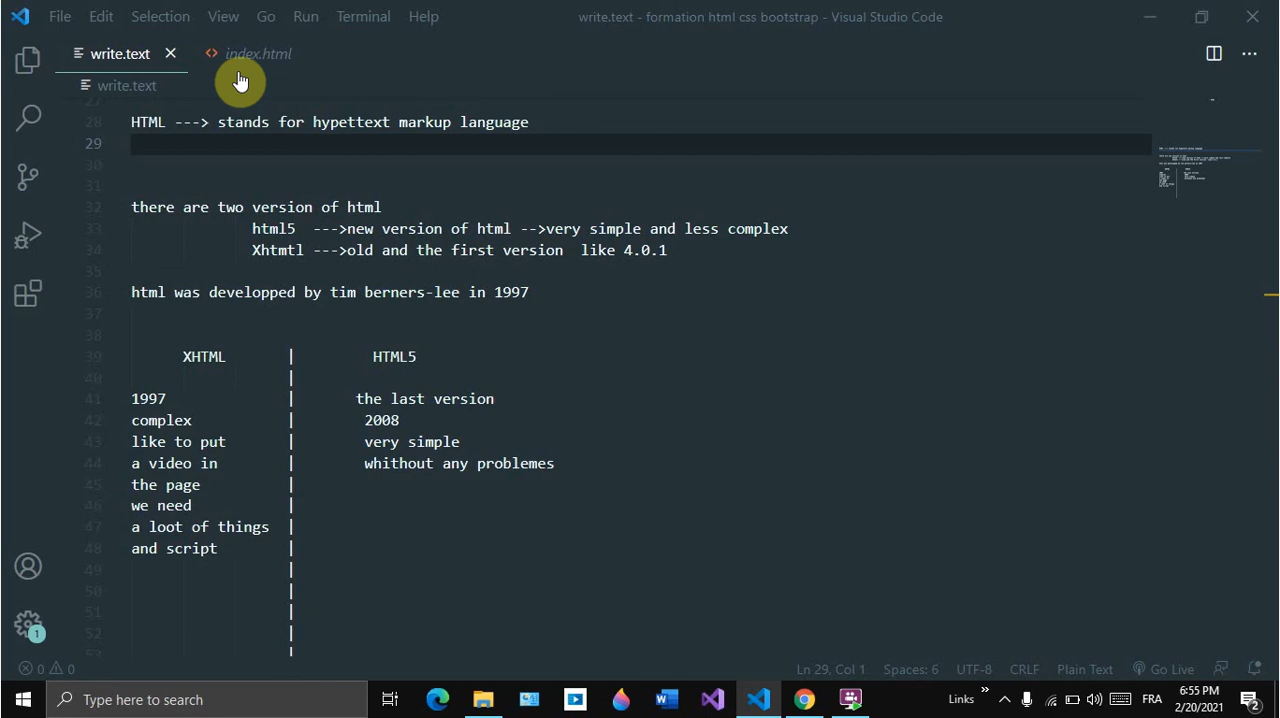 File Edit Selection View Go Run Terminal Help write.text - formation html css bootstrap - Visual Studio Code
write.text index.html
write.text
27
28 HTML ---> stands for hypettext markup language
29
30
31
32 there are two version of html
33 html5 --->new version of html -->very simple and less complex
34 Xhtmtl --->old and the first version like 4.0.1
35
36 html was developped by tim berners-lee in 1997
37
38
39 XHTML | HTML5
40 |
41 1997 | the last version
42 complex | 2008
43 like to put | very simple
44 a video in | whithout any problemes
45 the page |
46 we need |
47 a loot of things |
48 and script |
49 |
50 |
51 |
52 |
53 |
1
0 0 Ln 29, Col 1 Spaces: 6 UTF-8 CRLF Plain Text Go Live
Type here to search Links » FRA 6:55 PM
2/20/2021 2